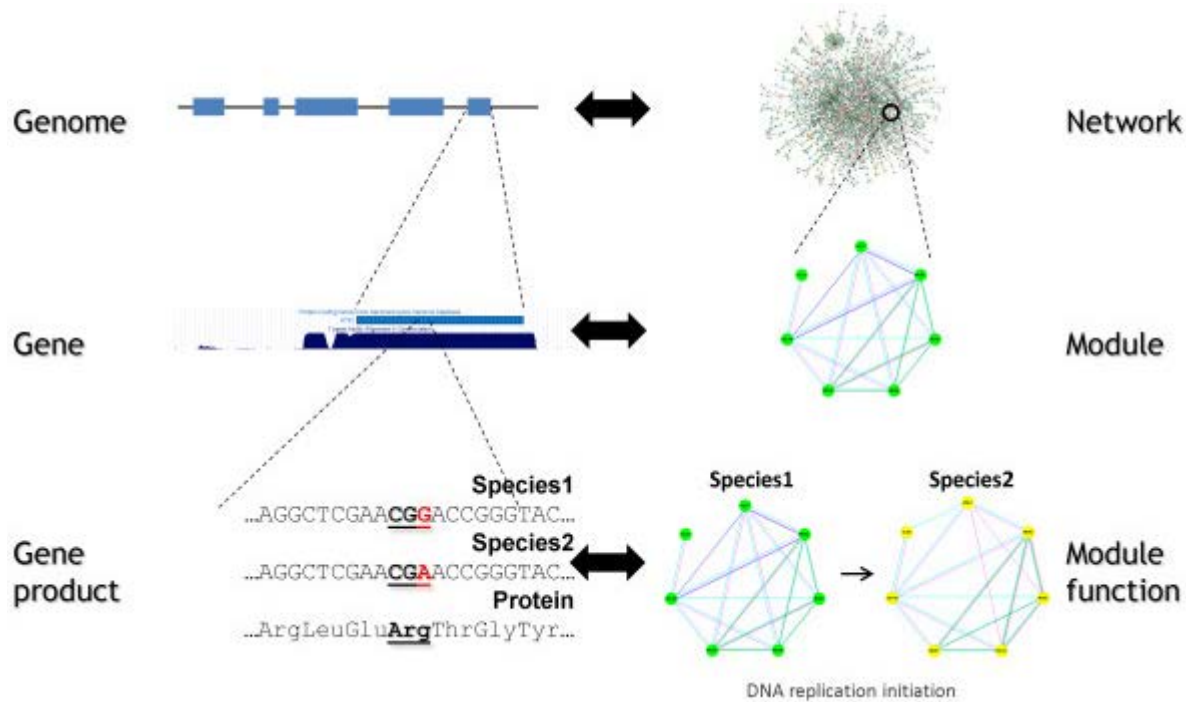 Genome
Network
Gene
Module
Species1
...AGGCTCGAACGGACCGGGTAC...
Species2
...AGGCTCGAACGAACCGGGTAC...
Protein
...ArgLeuGluArgThrGlyTyr...
Gene
product
Species1
Species2
Module
function
DNA replication initiation